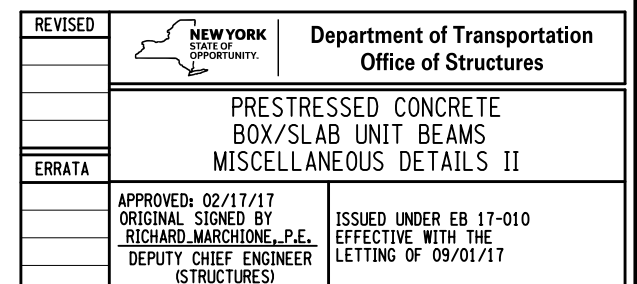 REVISED
NEW YORK
STATE OF
OPPORTUNITY.
Department of Transportation
Office of Structures
PRESTRESSED CONCRETE
BOX/SLAB UNIT BEAMS
MISCELLANEOUS DETAILS II
ERRATA
APPROVED: 02/17/17
ORIGINAL SIGNED BY
RICHARD_MARCHIONE,_P.E.
DEPUTY CHIEF ENGINEER
(STRUCTURES)
ISSUED UNDER EB 17-010
EFFECTIVE WITH THE
LETTING OF 09/01/17